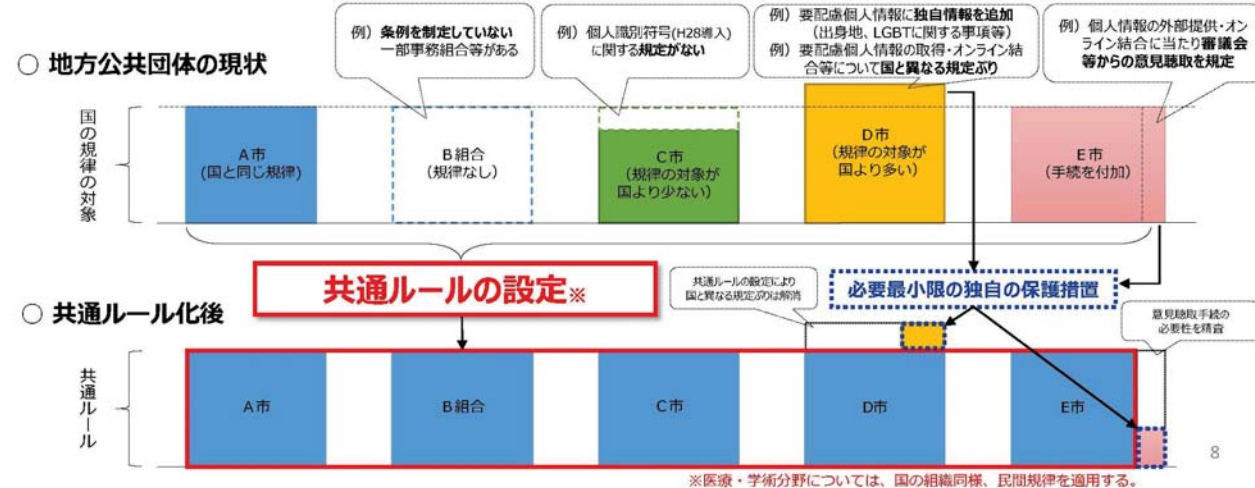 例）条例を制定していない
一部事務組合等がある
例）個人識別符号(H28導入)
に関する規定がない
例）要配慮個人情報に独自情報を追加
（出身地、LGBTに関する事項等）
例）要配慮個人情報の取得・オンライン結
合等について国と異なる規定ぶり
例）個人情報の外部提供・オン
ライン結合に当たり審議会
等からの意見聴取を規定
○ 地方公共団体の現状
国の規律の対象
A市
(国と同じ規律)
B組合
（規律なし）
C市
（規律の対象が
国より少ない）
D市
（規律の対象が
国より多い）
E市
（手続を付加）
共通ルールの設定※
共通ルールの設定により
国と異なる規定ぶりは解消
必要最小限の独自の保護措置
○ 共通ルール化後
意見聴取手続の
必要性を精査
共通ルール
A市
B組合
C市
D市
E市
8
※医療・学術分野については、国の組織同様、民間規律を適用する。